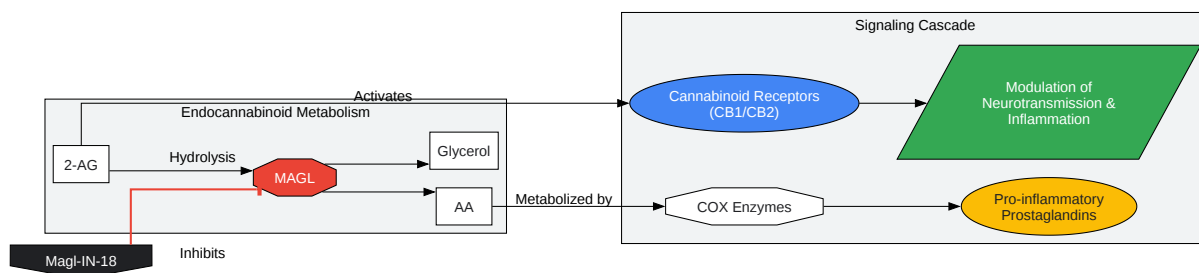 Signaling Cascade
Activates
Cannabinoid Receptors
(CB1/CB2)
Modulation of
Neurotransmission &
Inflammation
Endocannabinoid Metabolism
2-AG
Hydrolysis
MAGL
Glycerol
AA
Metabolized by
COX Enzymes
Pro-inflammatory
Prostaglandins
Magl-IN-18
Inhibits